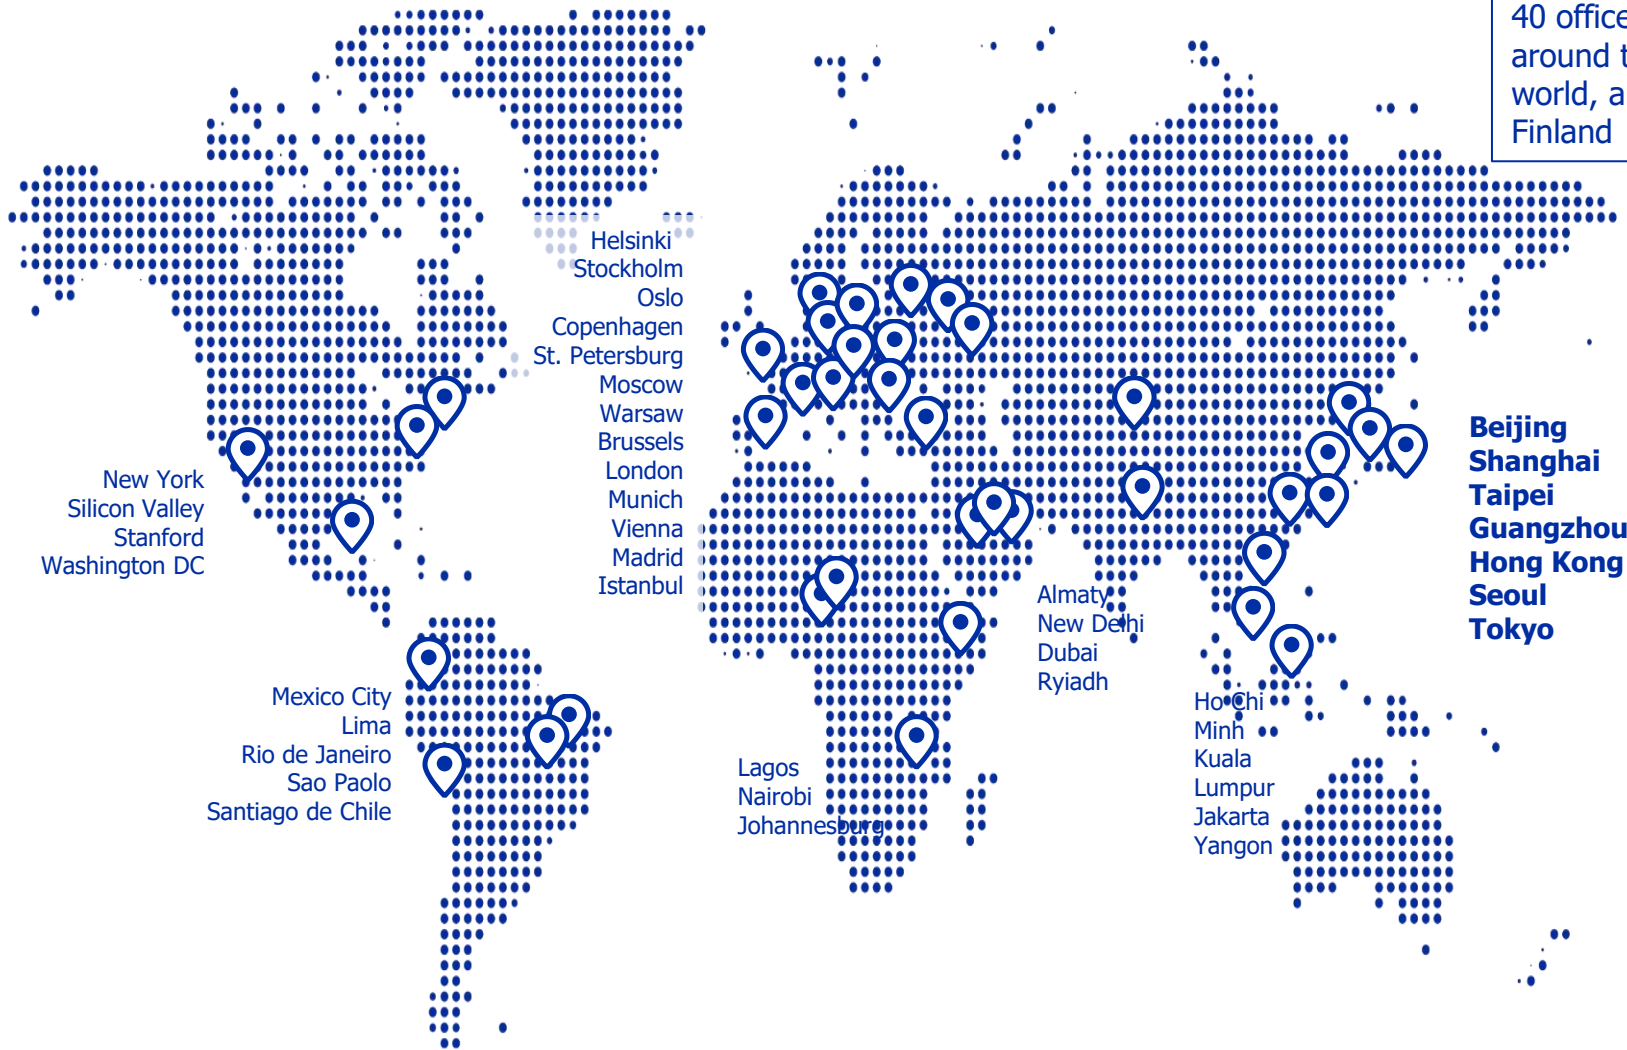 40 office
around t
world, a
Finland
Helsinki
Stockholm
Oslo
Copenhagen
St. Petersburg
Moscow
Warsaw
Brussels
London
Munich
Vienna
Madrid
Istanbul
New York
Silicon Valley
Stanford
Washington DC
Beijing
Shanghai
Taipei
Guangzhou
Hong Kong
Seoul
Tokyo
Almaty
New Delhi
Dubai
Ryiadh
Mexico City
Lima
Rio de Janeiro
Sao Paolo
Santiago de Chile
Lagos
Nairobi
Johannesburg
Ho Chi
Minh
Kuala
Lumpur
Jakarta
Yangon